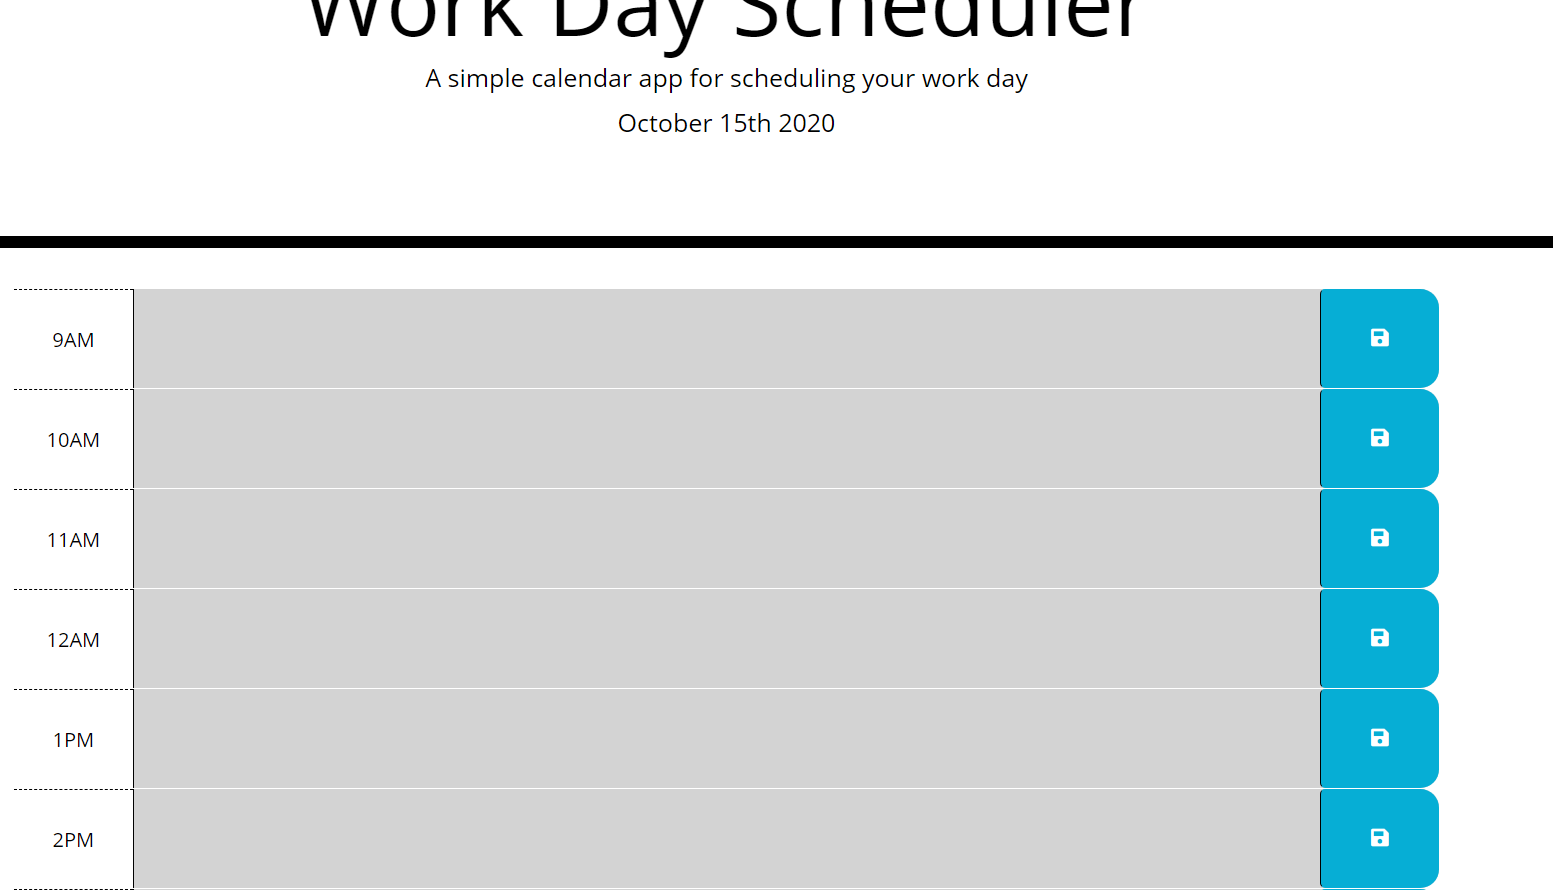 Work Day Scheduler
A simple calendar app for scheduling your work day
October 15th 2020
9AM
10AM
11AM
12AM
1PM
2PM